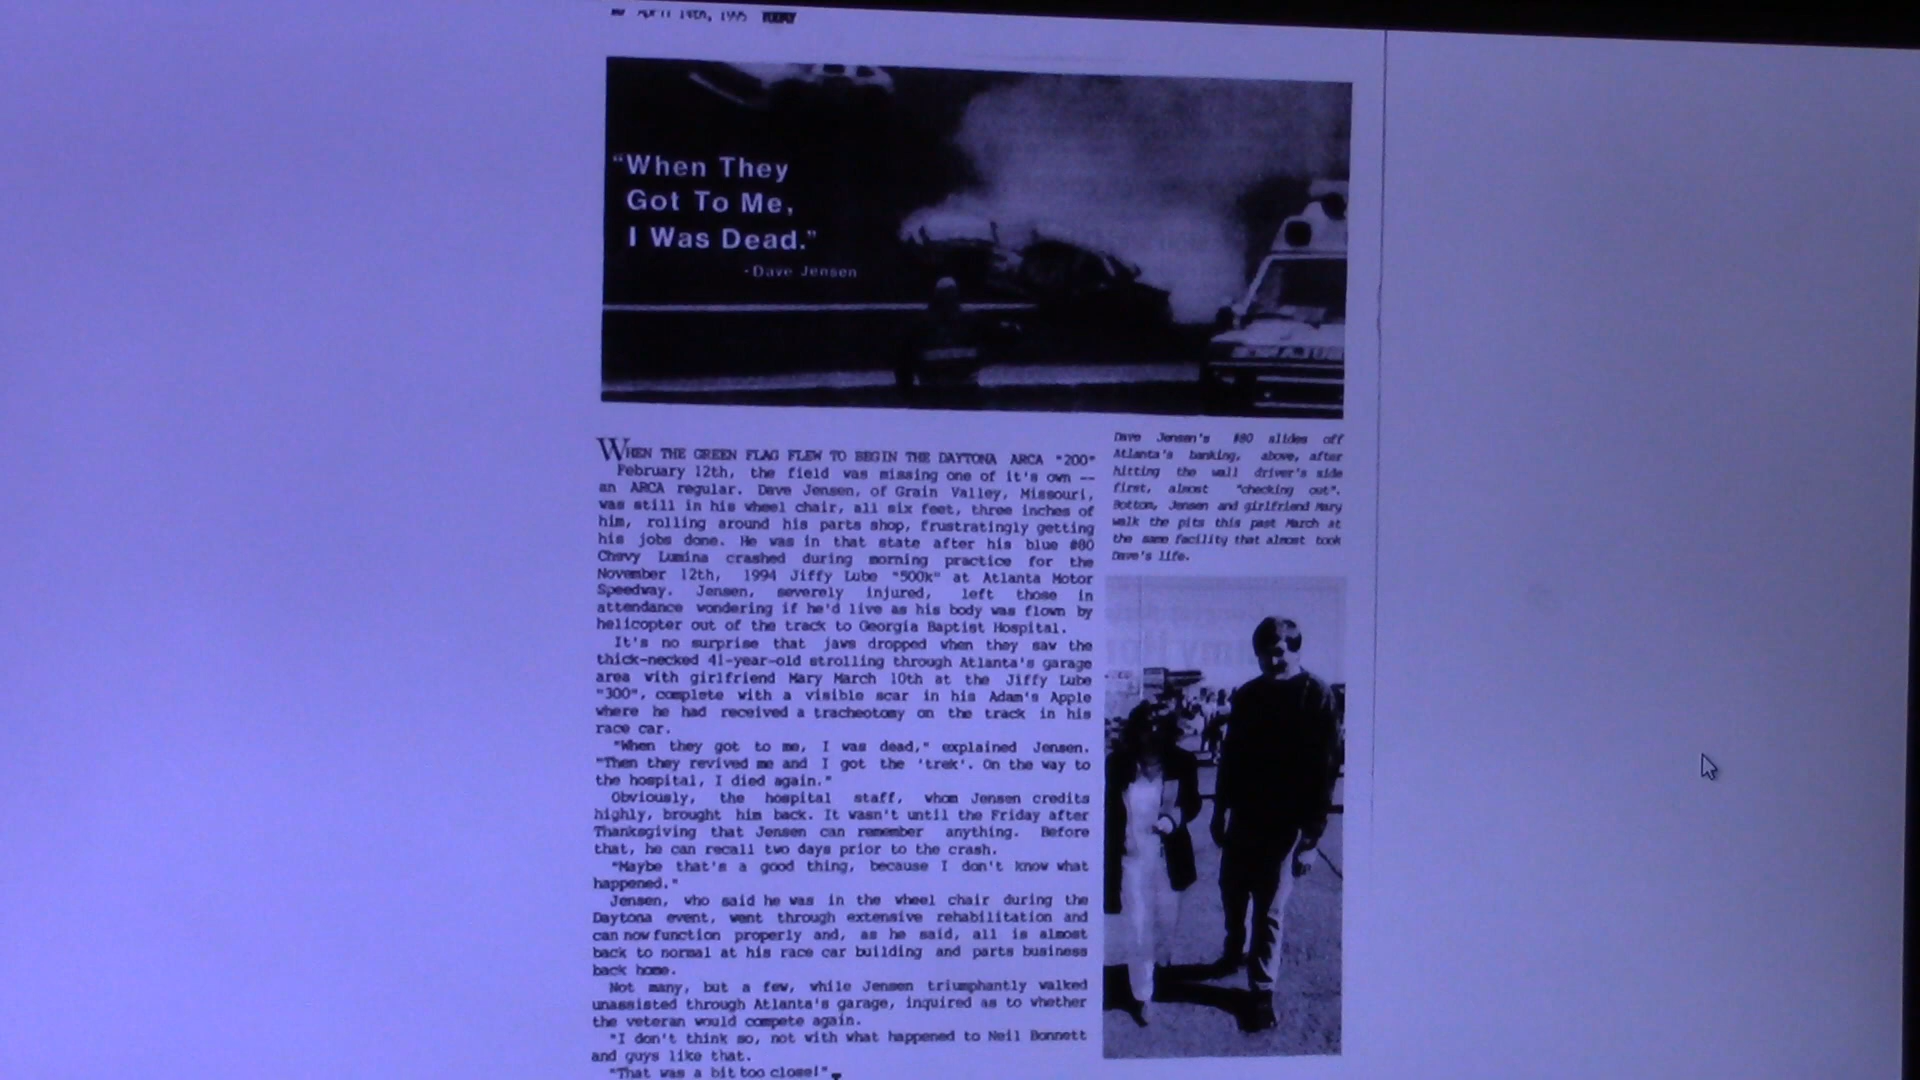 April 14th, 1995 TODAY
"When They
Got To Me,
I Was Dead."
-Dave Jensen
WHEN THE GREEN FLAG FLEW TO BEGIN THE DAYTONA ARCA "200"
February 12th, the field was missing one of it's own --
an ARCA regular. Dave Jensen, of Grain Valley, Missouri,
was still in his wheel chair, all six feet, three inches of
him, rolling around his parts shop, frustratingly getting
his jobs done. He was in that state after his blue #80
Chevy Lumina crashed during morning practice for the
November 12th, 1994 Jiffy Lube "500k" at Atlanta Motor
Speedway. Jensen, severely injured, left those in
attendance wondering if he'd live as his body was flown by
helicopter out of the track to Georgia Baptist Hospital.
It's no surprise that jaws dropped when they saw the
thick-necked 41-year-old strolling through Atlanta's garage
area with girlfriend Mary March 10th at the Jiffy Lube
"300", complete with a visible scar in his Adam's Apple
where he had received a tracheotomy on the track in his
race car.
"When they got to me, I was dead," explained Jensen.
"Then they revived me and I got the 'trek'. On the way to
the hospital, I died again."
Obviously, the hospital staff, whom Jensen credits
highly, brought him back. It wasn't until the Friday after
Thanksgiving that Jensen can remember anything. Before
that, he can recall two days prior to the crash.
"Maybe that's a good thing, because I don't know what
happened."
Jensen, who said he was in the wheel chair during the
Daytona event, went through extensive rehabilitation and
can now function properly and, as he said, all is almost
back to normal at his race car building and parts business
back home.
Not many, but a few, while Jensen triumphantly walked
unassisted through Atlanta's garage, inquired as to whether
the veteran would compete again.
"I don't think so, not with what happened to Neil Bonnett
and guys like that.
"That was a bit too close!"
Dave Jensen's #80 slides off
Atlanta's banking, above, after
hitting the wall driver's side
first, almost "checking out".
Bottom, Jensen and girlfriend Mary
walk the pits this past March at
the same facility that almost took
Dave's life.